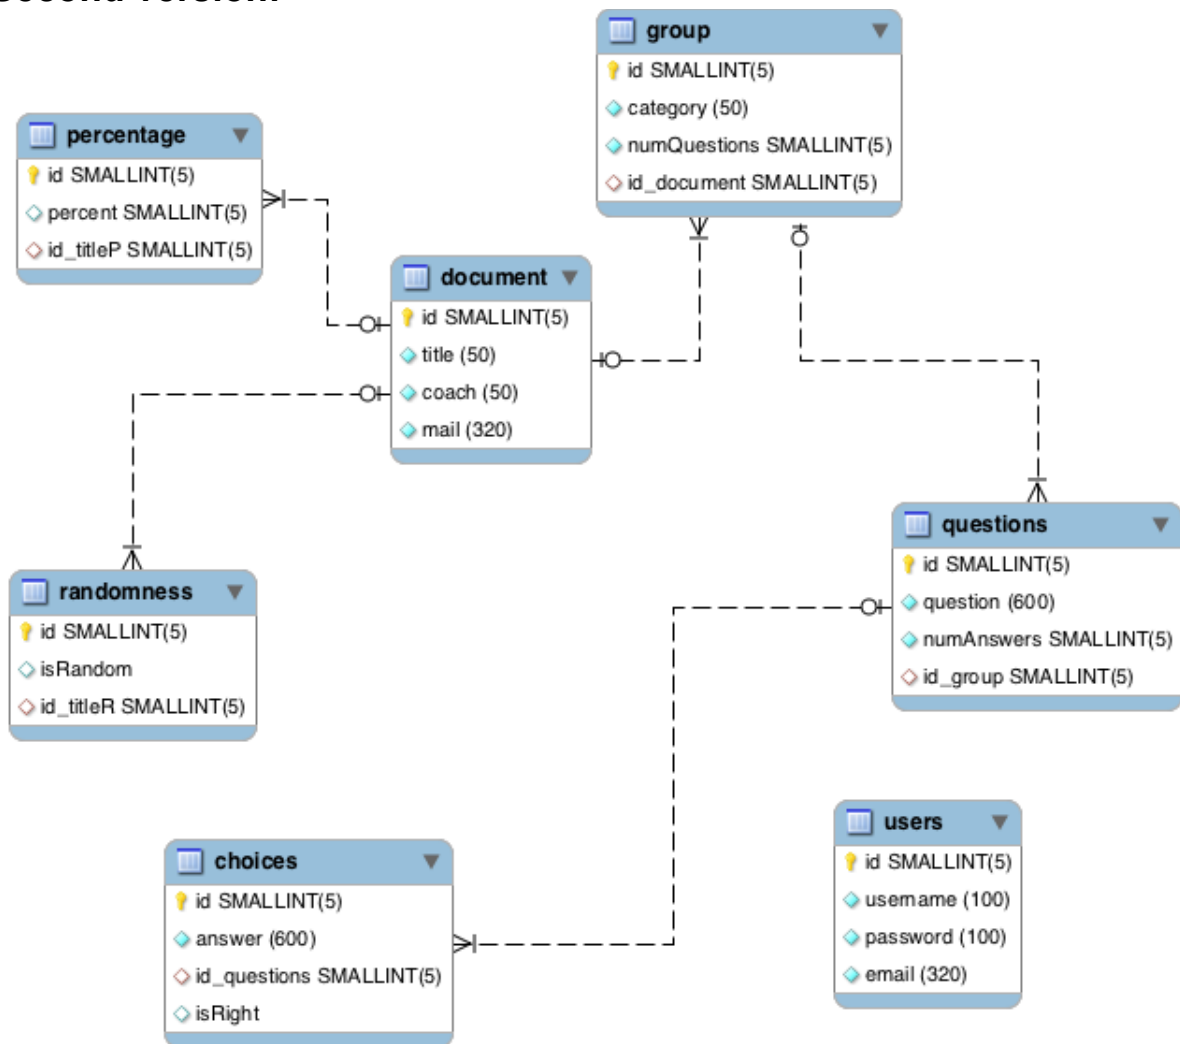 group
id SMALLINT(5)
category (50)
numQuestions SMALLINT(5)
id_document SMALLINT(5)
percentage
id SMALLINT(5)
percent SMALLINT(5)
id_titleP SMALLINT(5)
document
id SMALLINT(5)
title (50)
coach (50)
mail (320)
questions
id SMALLINT(5)
question (600)
numAnswers SMALLINT(5)
id_group SMALLINT(5)
randomness
id SMALLINT(5)
isRandom
id_titleR SMALLINT(5)
users
id SMALLINT(5)
username (100)
password (100)
email (320)
choices
id SMALLINT(5)
answer (600)
id_questions SMALLINT(5)
isRight